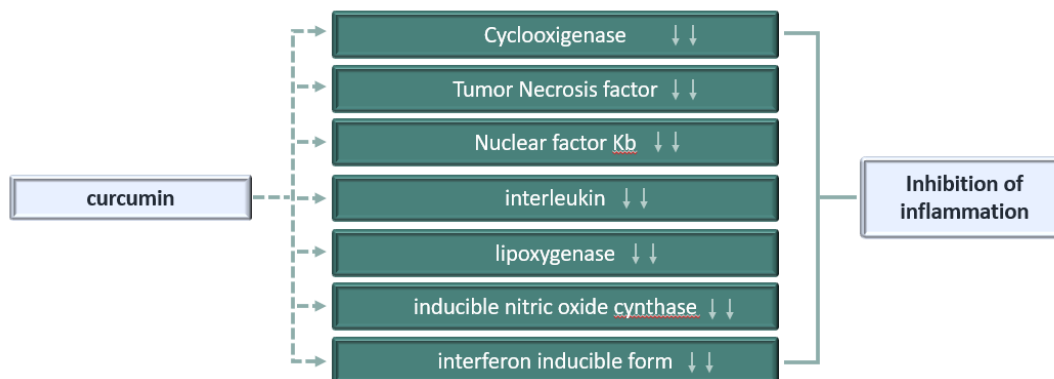 Cyclooxigenase ↓↓
Tumor Necrosis factor ↓↓
Nuclear factor Kb ↓↓
curcumin
interleukin ↓↓
Inhibition of
inflammation
lipoxygenase ↓↓
inducible nitric oxide cynthase ↓↓
interferon inducible form ↓↓